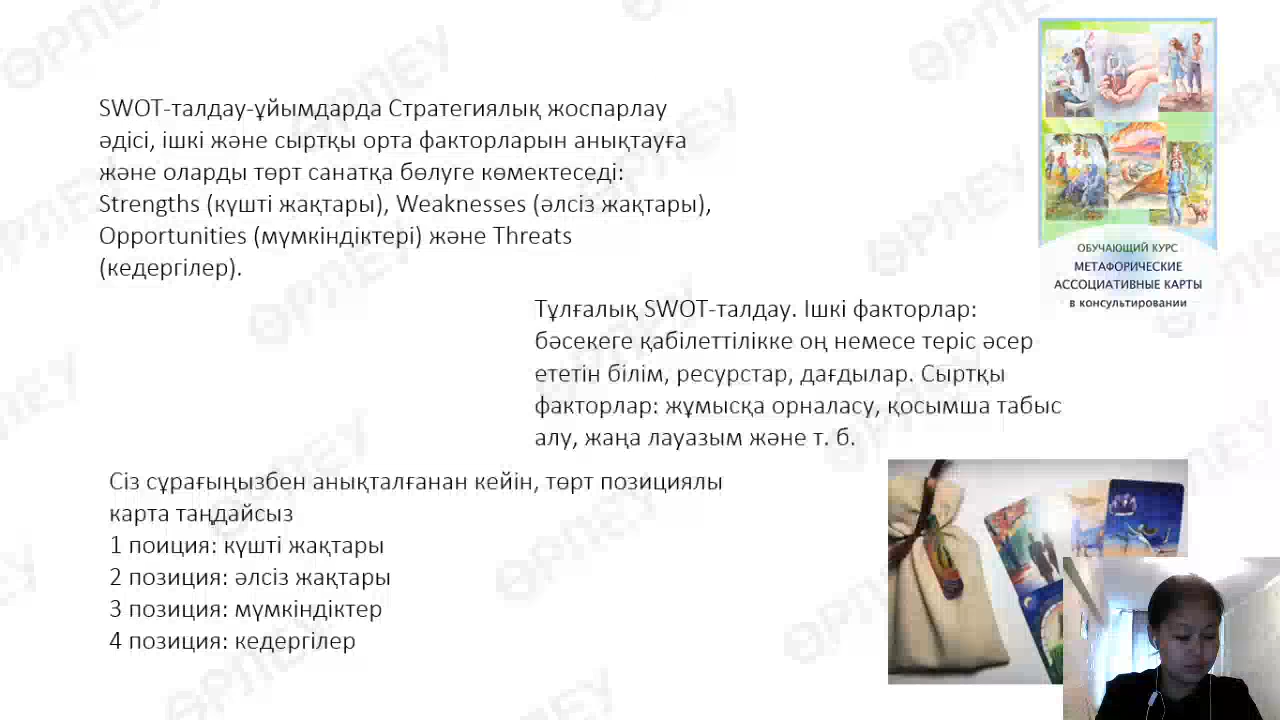 SWOT-талдау-ұйымдарда Стратегиялық жоспарлау
әдісі, ішкі және сыртқы орта факторларын анықтауға
және оларды төрт санатқа бөлуге көмектеседі:
Strengths (күшті жақтары), Weaknesses (әлсіз жақтары),
Opportunities (мүмкіндіктері) және Threats
(кедергілер).
ОБУЧАЮЩИЙ КУРС
МЕТАФОРИЧЕСКИЕ
АССОЦИАТИВНЫЕ КАРТЫ
в консультировании
Тұлғалық SWOT-талдау. Ішкі факторлар:
бәсекеге қабілеттілікке оң немесе теріс әсер
ететін білім, ресурстар, дағдылар. Сыртқы
факторлар: жұмысқа орналасу, қосымша табыс
алу, жаңа лауазым және т. б.
Сіз сұрағыңызбен анықталғанан кейін, төрт позициялы
карта таңдайсыз
1 поиция: күшті жақтары
2 позиция: әлсіз жақтары
3 позиция: мүмкіндіктер
4 позиция: кедергілер
ӨРЛЕУ